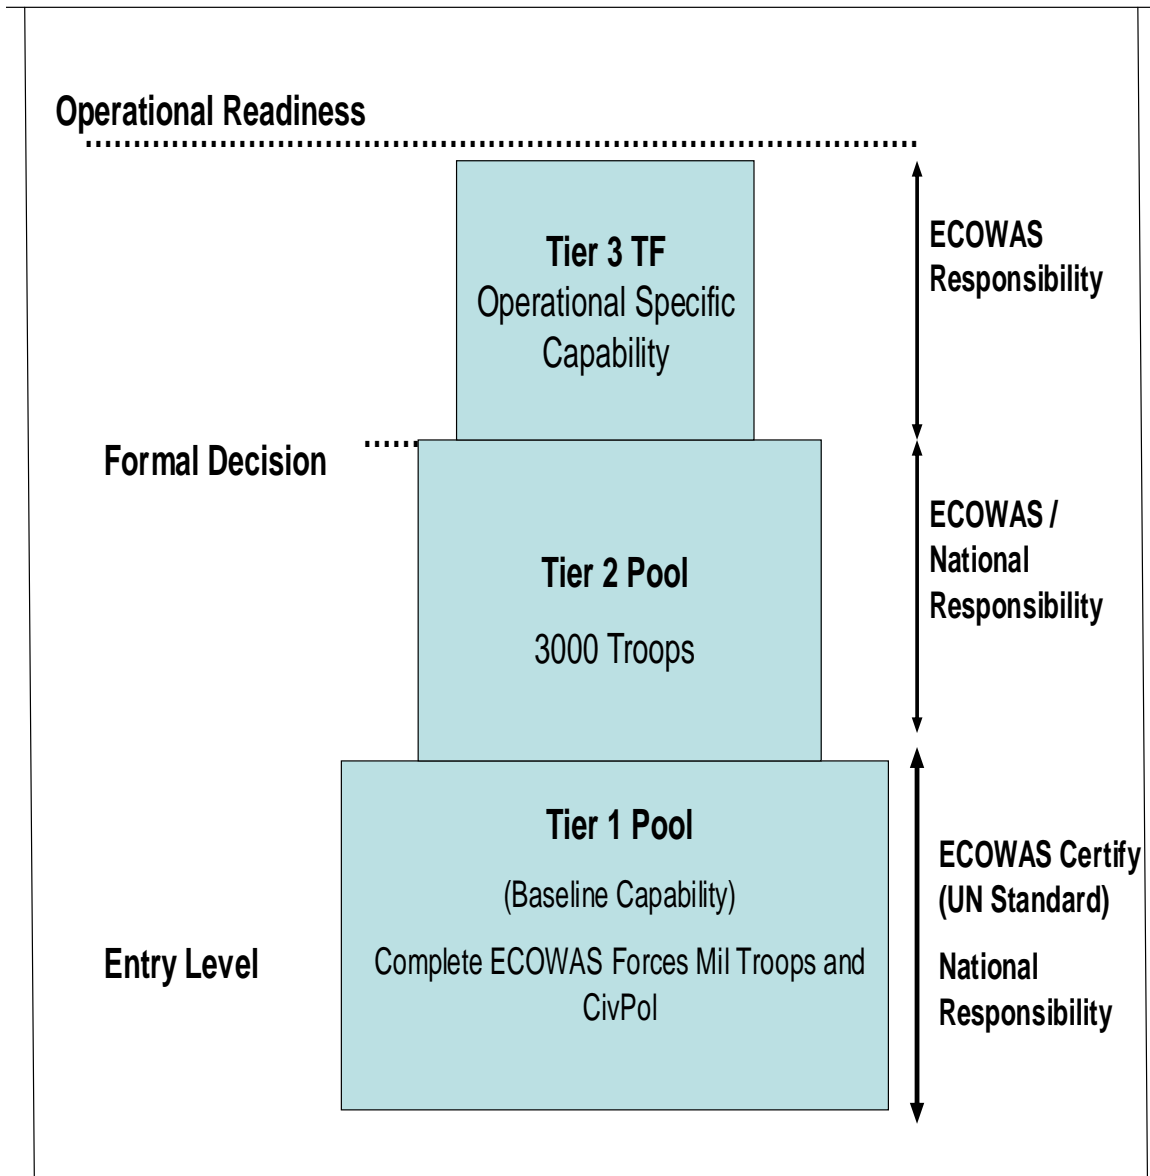 Operational Readiness
Tier 3 TF
Operational Specific
Capability
ECOWAS
Responsibility
Formal Decision
Tier 2 Pool
3000 Troops
ECOWAS /
National
Responsibility
Tier 1 Pool
(Baseline Capability)
Complete ECOWAS Forces Mil Troops and
CivPol
Entry Level
ECOWAS Certify
(UN Standard)
National
Responsibility